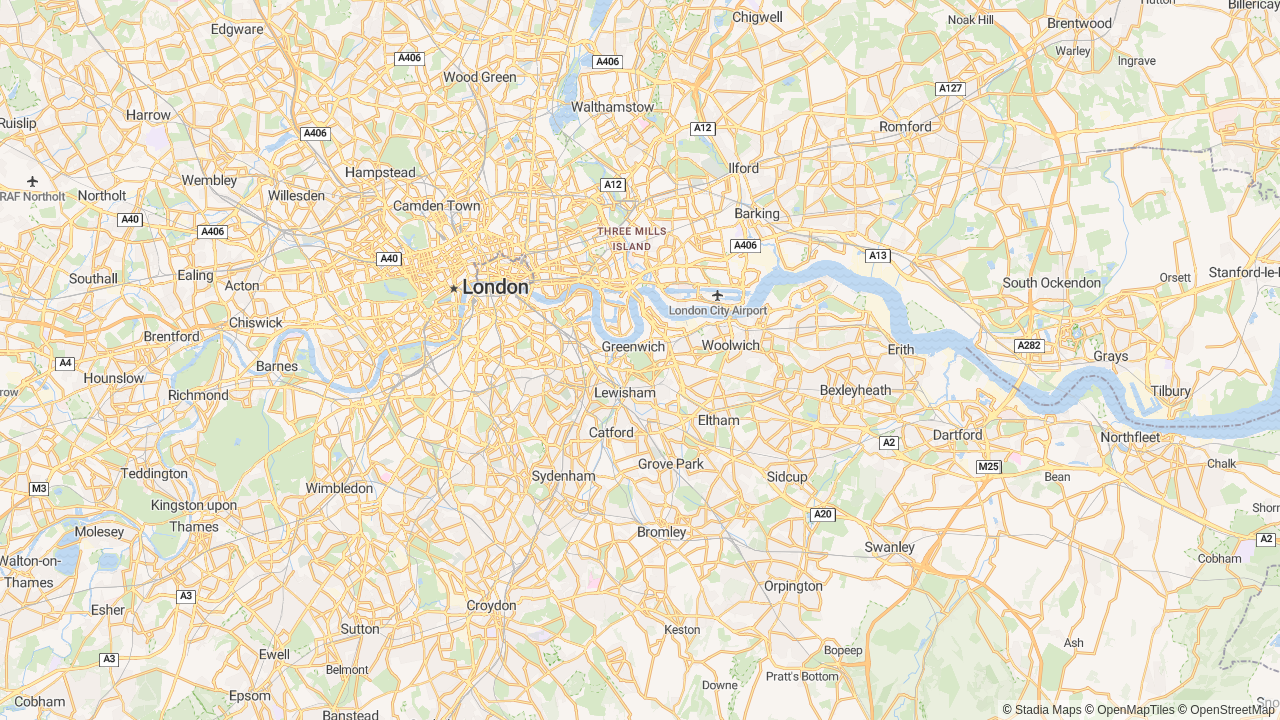 Hutton
Billericay
Chigwell
Noak Hill
Brentwood
Edgware
Warley
A406
A406
Ingrave
Wood Green
A127
Walthamstow
Harrow
Ruislip
A406
A12
Romford
Hampstead
Ilford
Wembley
A12
RAF Northolt
Northolt
Willesden
Camden Town
Barking
A40
A406
THREE MILLS
ISLAND
A406
A13
A40
Southall
Ealing
Acton
London
South Ockendon
Orsett
Stanford-le-
London City Airport
Chiswick
Brentford
Greenwich
Woolwich
Erith
A282
Grays
A4
Barnes
Hounslow
Richmond
Lewisham
Bexleyheath
Tilbury
row
Eltham
Catford
A2
Dartford
Northfleet
Grove Park
M25
Chalk
Teddington
Sydenham
Sidcup
Bean
M3
Wimbledon
Kingston upon
Thames
A20
Shorn
Molesey
Bromley
A2
Swanley
Walton-on-
Thames
Cobham
Orpington
A3
Esher
Croydon
Sutton
Keston
Ash
Ewell
Bopeep
A3
Belmont
Pratt's Bottom
Downe
Epsom
Cobham
Banstead
© Stadia Maps © OpenMapTiles © OpenStreetMap